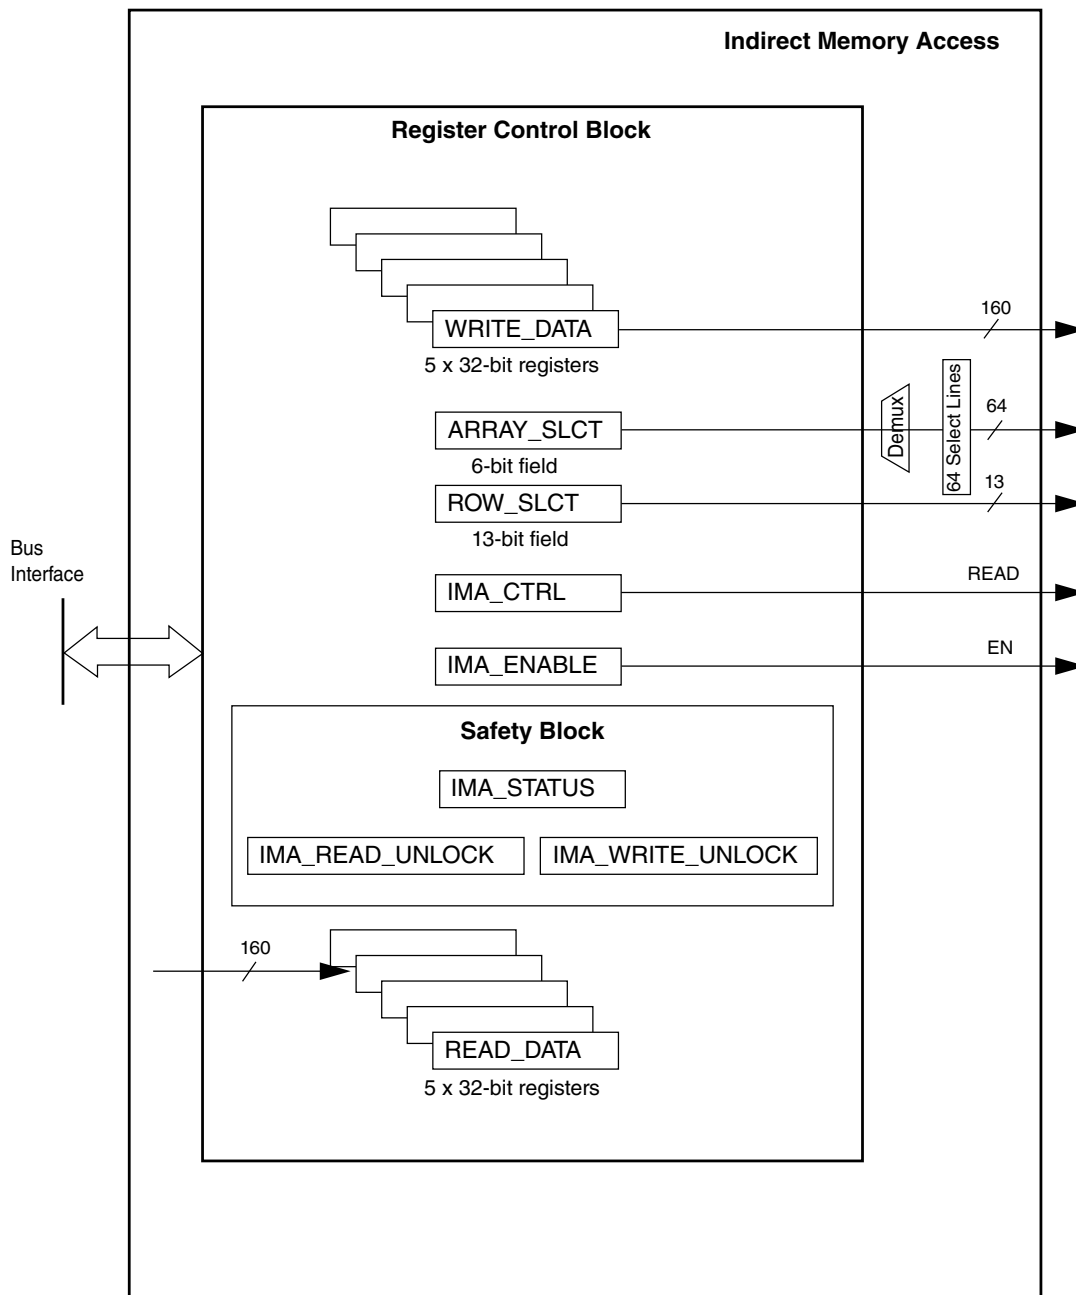 Indirect Memory Access
Register Control Block
WRITE_DATA
160
5 x 32-bit registers
ARRAY_SLCT
Demux
64 Select Lines
64
6-bit field
ROW_SLCT
13
13-bit field
Bus
Interface
IMA_CTRL
READ
IMA_ENABLE
EN
Safety Block
IMA_STATUS
IMA_READ_UNLOCK
IMA_WRITE_UNLOCK
160
READ_DATA
5 x 32-bit registers